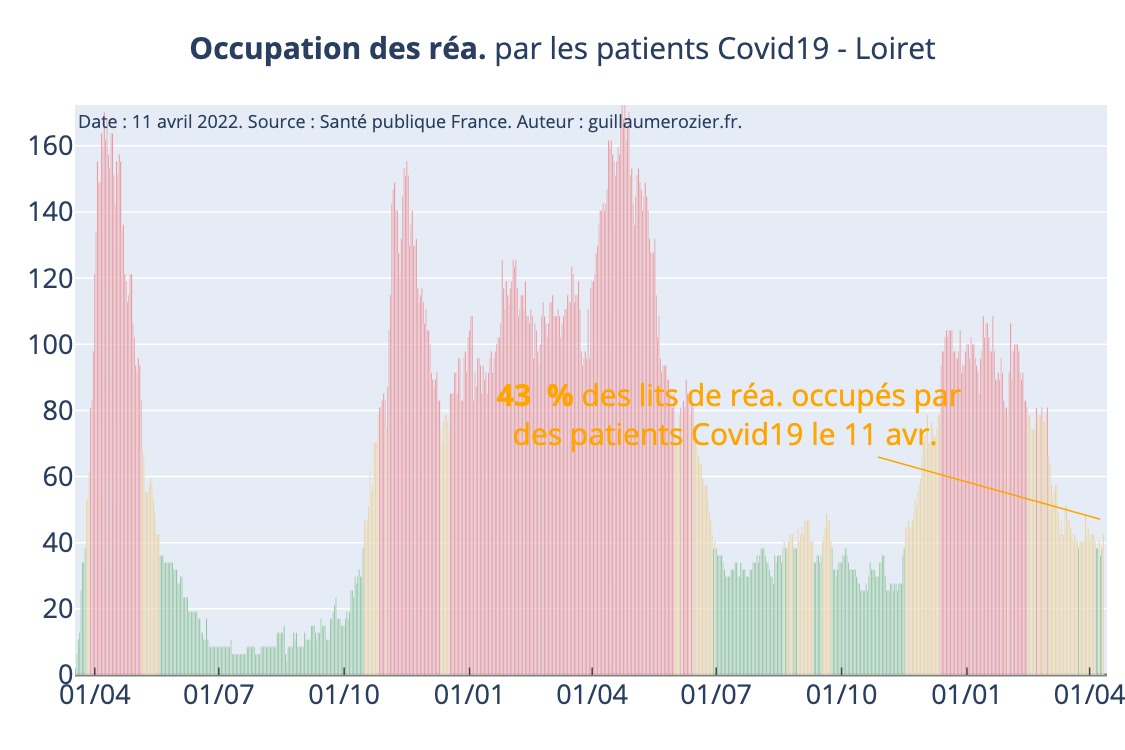 Occupation des réa. par les patients Covid19 - Loiret
Date : 11 avril 2022. Source : Santé publique France. Auteur : guillaumerozier.fr.
160
140
120
100
80
60
40
20
0
43 % des lits de réa. occupés par
des patients Covid19 le 11 avr.
01/04 01/07 01/10 01/01 01/04 01/07 01/10 01/01 01/04